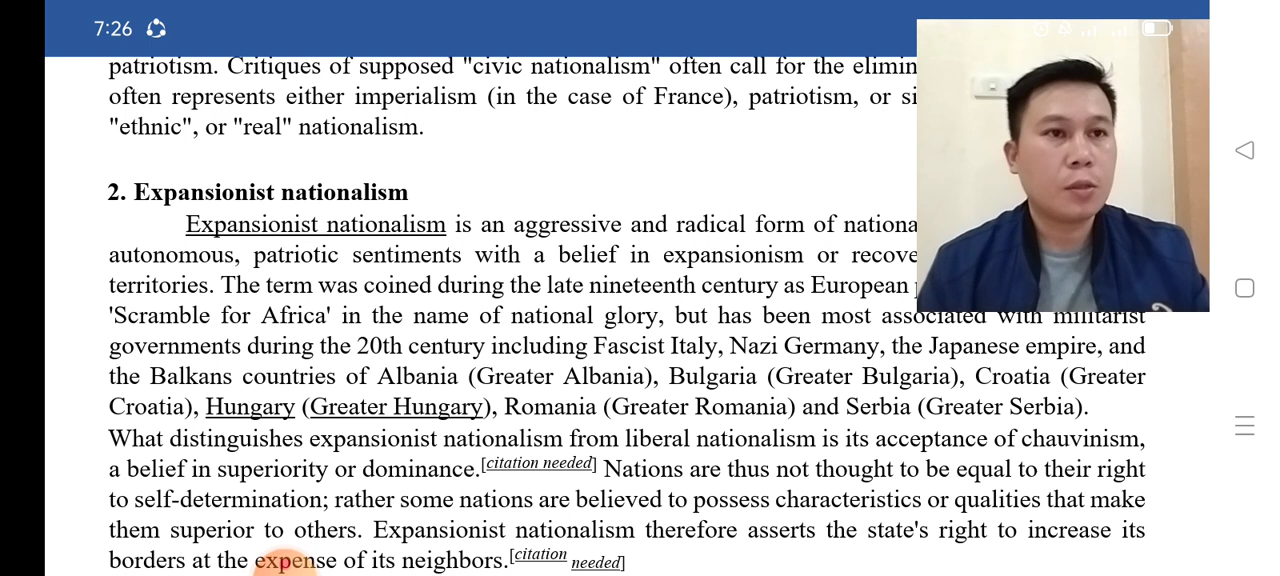 7:26
patriotism. Critiques of supposed "civic nationalism" often call for the elimin
often represents either imperialism (in the case of France), patriotism, or si
"ethnic", or "real" nationalism.
2. Expansionist nationalism
Expansionist nationalism is an aggressive and radical form of nationa
autonomous, patriotic sentiments with a belief in expansionism or recove
territories. The term was coined during the late nineteenth century as European
'Scramble for Africa' in the name of national glory, but has been most associated with militarist
governments during the 20th century including Fascist Italy, Nazi Germany, the Japanese empire, and
the Balkans countries of Albania (Greater Albania), Bulgaria (Greater Bulgaria), Croatia (Greater
Croatia), Hungary (Greater Hungary), Romania (Greater Romania) and Serbia (Greater Serbia).
What distinguishes expansionist nationalism from liberal nationalism is its acceptance of chauvinism,
a belief in superiority or dominance.[citation needed] Nations are thus not thought to be equal to their right
to self-determination; rather some nations are believed to possess characteristics or qualities that make
them superior to others. Expansionist nationalism therefore asserts the state's right to increase its
borders at the expense of its neighbors.[citation needed]